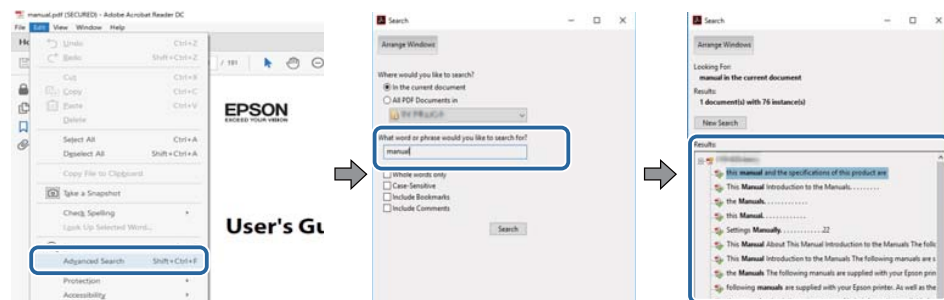 manual.pdf (SECURED) - Adobe Acrobat Reader DC
File Edit View Window Help
Undo Ctrl+Z
Redo Shift+Ctrl+Z
Cut Ctrl+X
Copy Ctrl+C
Paste Ctrl+V
Delete
Select All Ctrl+A
Deselect All Shift+Ctrl+A
Copy File to Clipboard
Take a Snapshot
Check Spelling
Look Up Selected Word...
Advanced Search Shift+Ctrl+F
Protection
Accessibility
/ 191
EPSON
EXCEED YOUR VISION
User's Gu
Search
Arrange Windows
Where would you like to search?
In the current document
All PDF Documents in
What word or phrase would you like to search for?
manual
Whole words only
Case-Sensitive
Include Bookmarks
Include Comments
Search
Search
Arrange Windows
Looking For:
manual in the current document
Results:
1 document(s) with 76 instance(s)
New Search
Results:
this manual and the specifications of this product are
This Manual Introduction to the Manuals.........
the Manuals............
this Manual............
Settings Manually............22
This Manual About This Manual Introduction to the Manuals The follc
This Manual Introduction to the Manuals The following manuals are s
the Manuals The following manuals are supplied with your Epson prin
following manuals are supplied with your Epson printer. As well as the